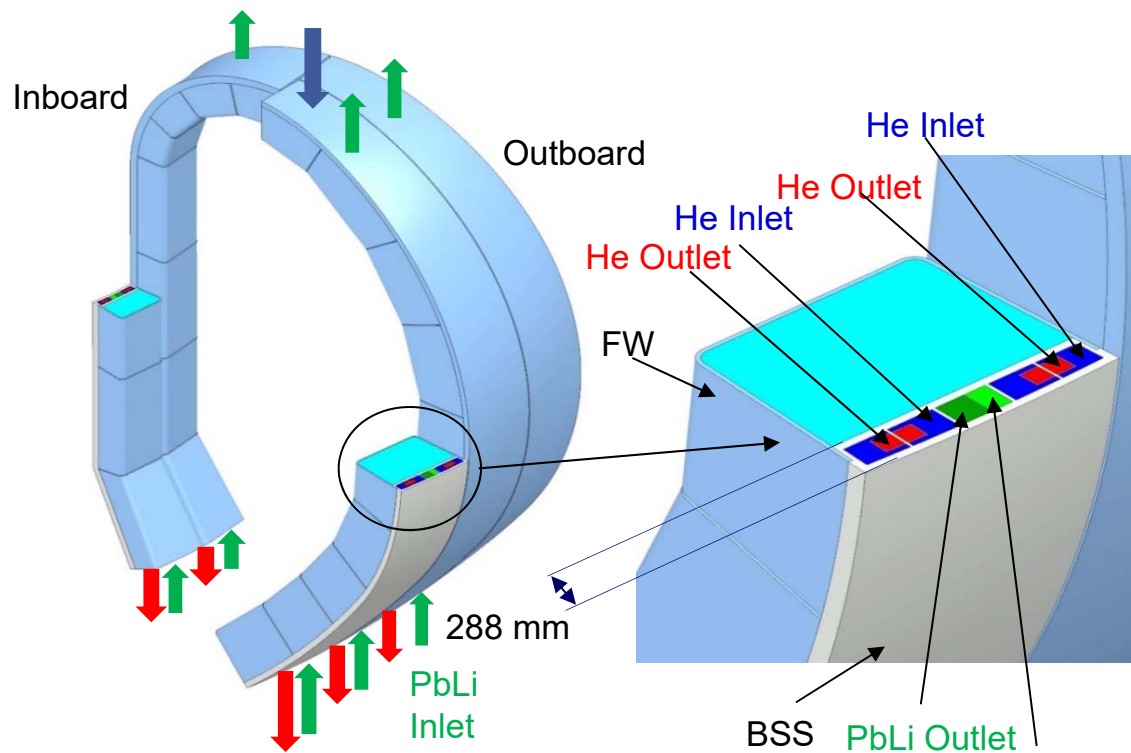 Inboard
Outboard
He Inlet
He Outlet
He Inlet
He Outlet
FW
288 mm
PbLi
Inlet
BSS
PbLi Outlet